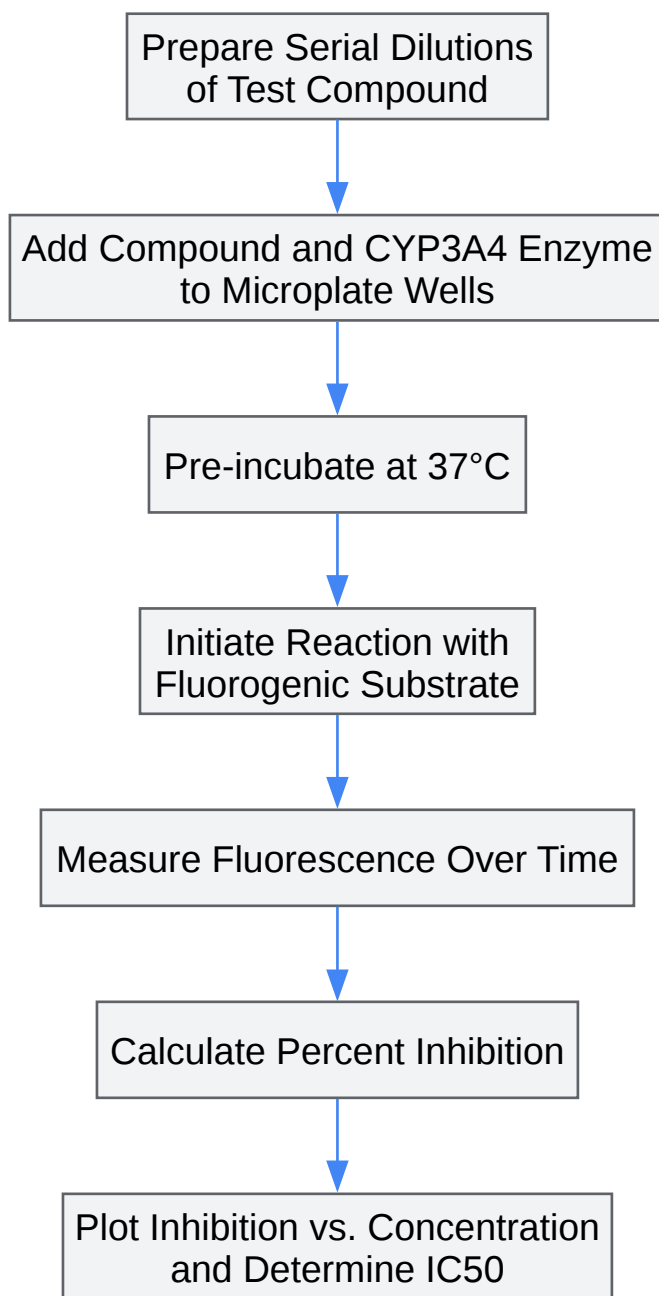 Prepare Serial Dilutions
of Test Compound
Add Compound and CYP3A4 Enzyme
to Microplate Wells
Pre-incubate at 37°C
Initiate Reaction with
Fluorogenic Substrate
Measure Fluorescence Over Time
Calculate Percent Inhibition
Plot Inhibition vs. Concentration
and Determine IC50